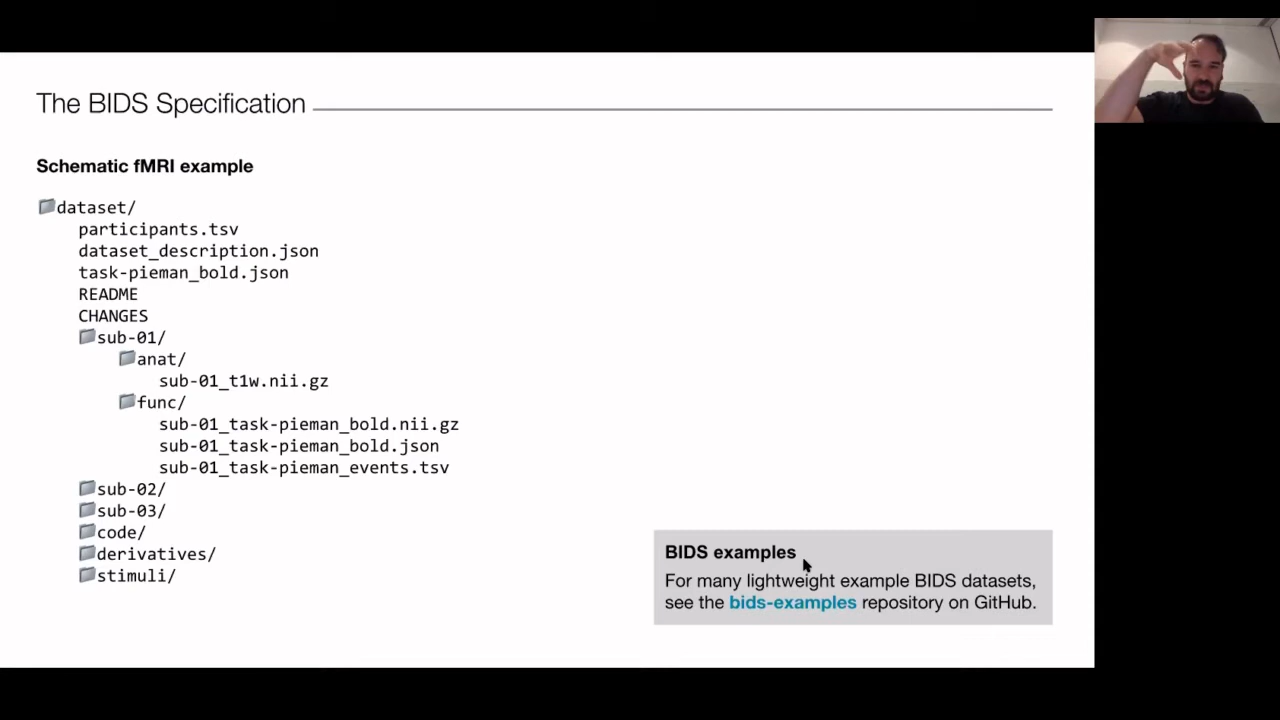 The BIDS Specification
Schematic fMRI example
dataset/
participants.tsv
dataset_description.json
task-pieman_bold.json
README
CHANGES
sub-01/
anat/
sub-01_t1w.nii.gz
func/
sub-01_task-pieman_bold.nii.gz
sub-01_task-pieman_bold.json
sub-01_task-pieman_events.tsv
sub-02/
sub-03/
code/
derivatives/
stimuli/
BIDS examples
For many lightweight example BIDS datasets,
see the bids-examples repository on GitHub.